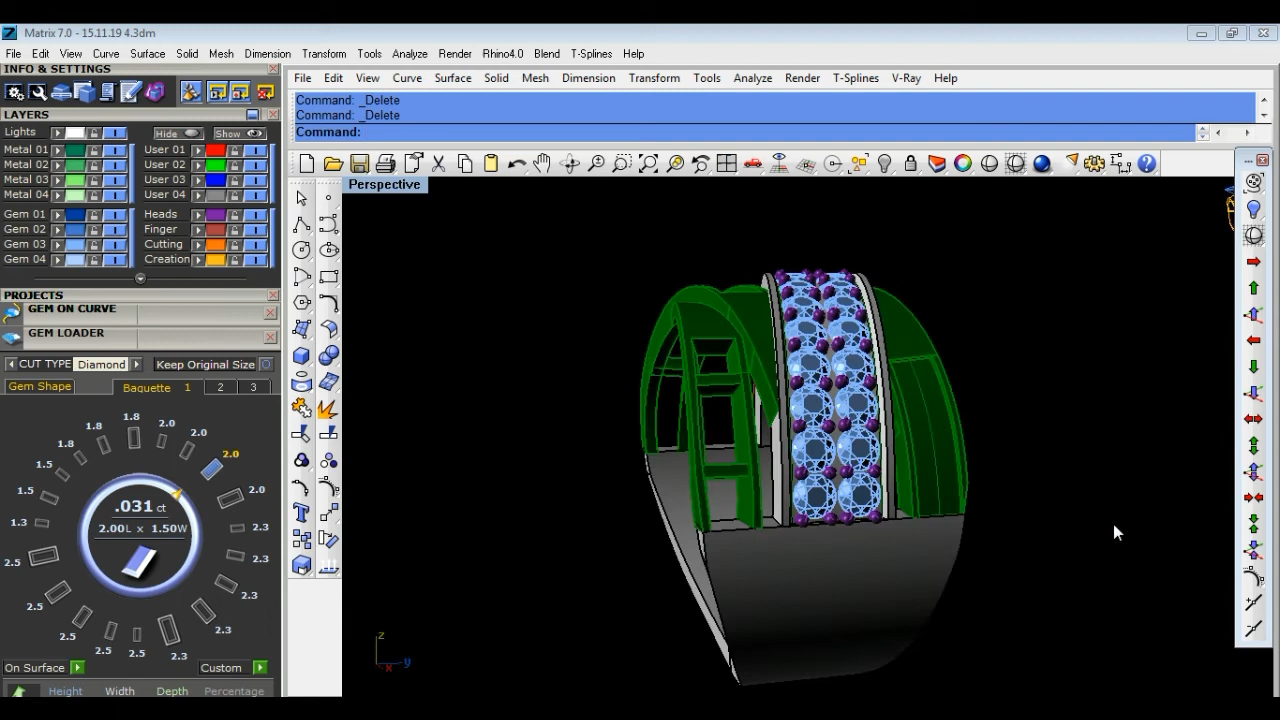 Matrix 7.0 - 15.11.19 4.3dm
File Edit View Curve Surface Solid Mesh Dimension Transform Tools Analyze Render Rhino4.0 Blend T-Splines Help
INFO & SETTINGS
File Edit View Curve Surface Solid Mesh Dimension Transform Tools Analyze Render T-Splines V-Ray Help
Command: _Delete
Command: _Delete
Command:
LAYERS
Lights Hide Show
Metal 01 User 01
Metal 02 User 02
Metal 03 User 03
Metal 04 User 04
Gem 01 Heads
Gem 02 Finger
Gem 03 Cutting
Gem 04 Creation
Perspective
PROJECTS
GEM ON CURVE
GEM LOADER
CUT TYPE Diamond Keep Original Size
Gem Shape Baquette 1 2 3
1.8
1.8 2.0
1.8 2.0
1.5 2.0
1.5 2.0
1.3 2.3
2.5 2.3
2.5 2.3
2.5 2.3
2.5 2.5 2.3
.031 ct
2.00L × 1.50W
On Surface Custom
Height Width Depth Percentage
z
x y